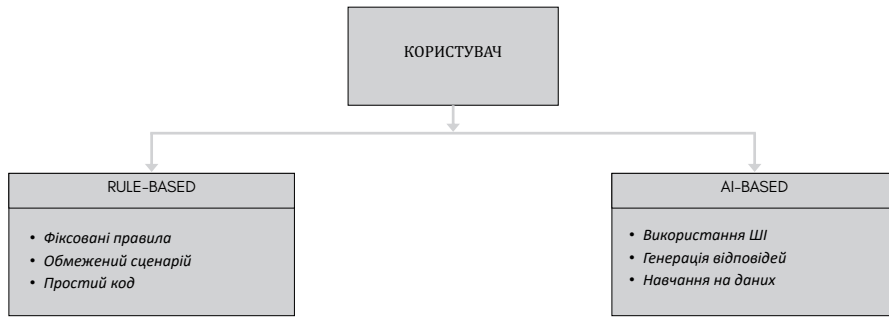 КОРИСТУВАЧ
RULE-BASED
• Фіксовані правила
• Обмежений сценарій
• Простий код
AI-BASED
• Використання ШІ
• Генерація відповідей
• Навчання на даних